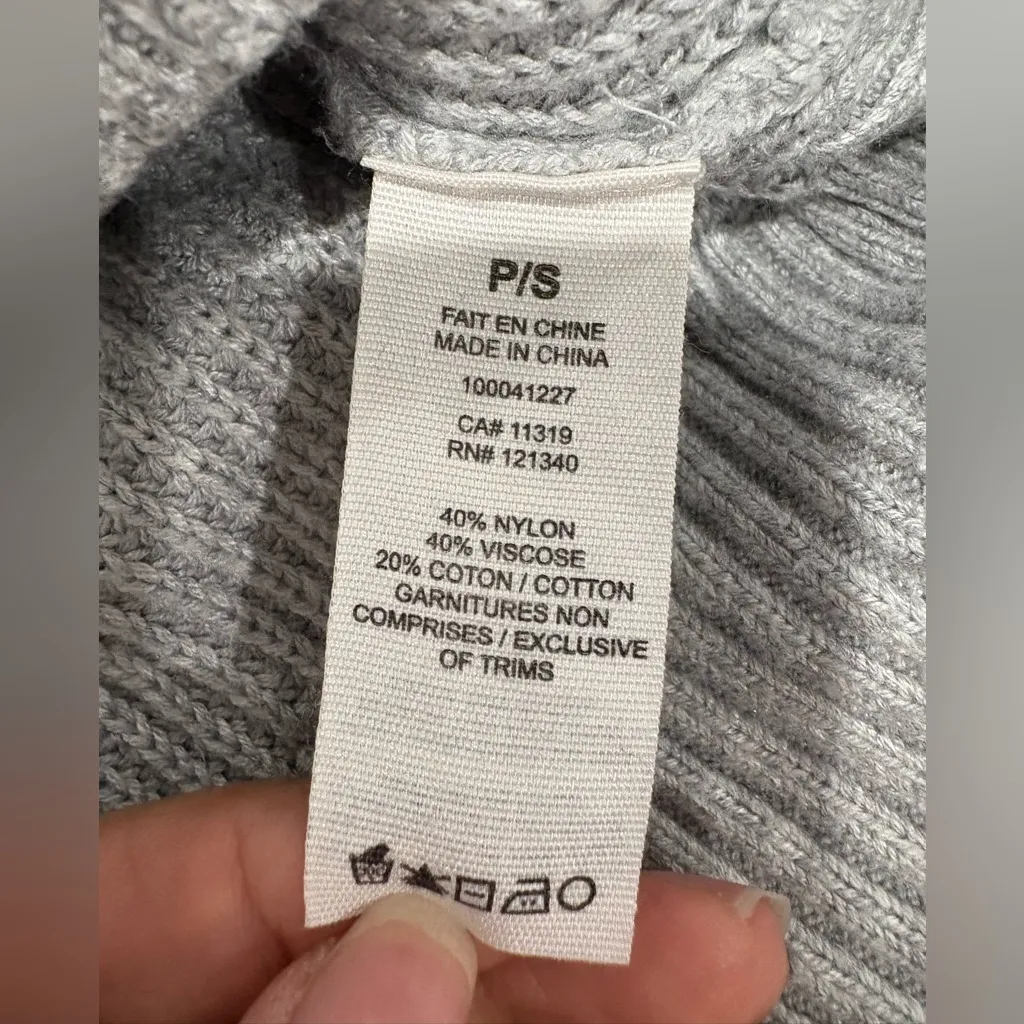 P/S
FAIT EN CHINE
MADE IN CHINA
100041227
CA# 11319
RN# 121340
40% NYLON
40% VISCOSE
20% COTON / COTTON
GARNITURES NON
COMPRISES / EXCLUSIVE
OF TRIMS